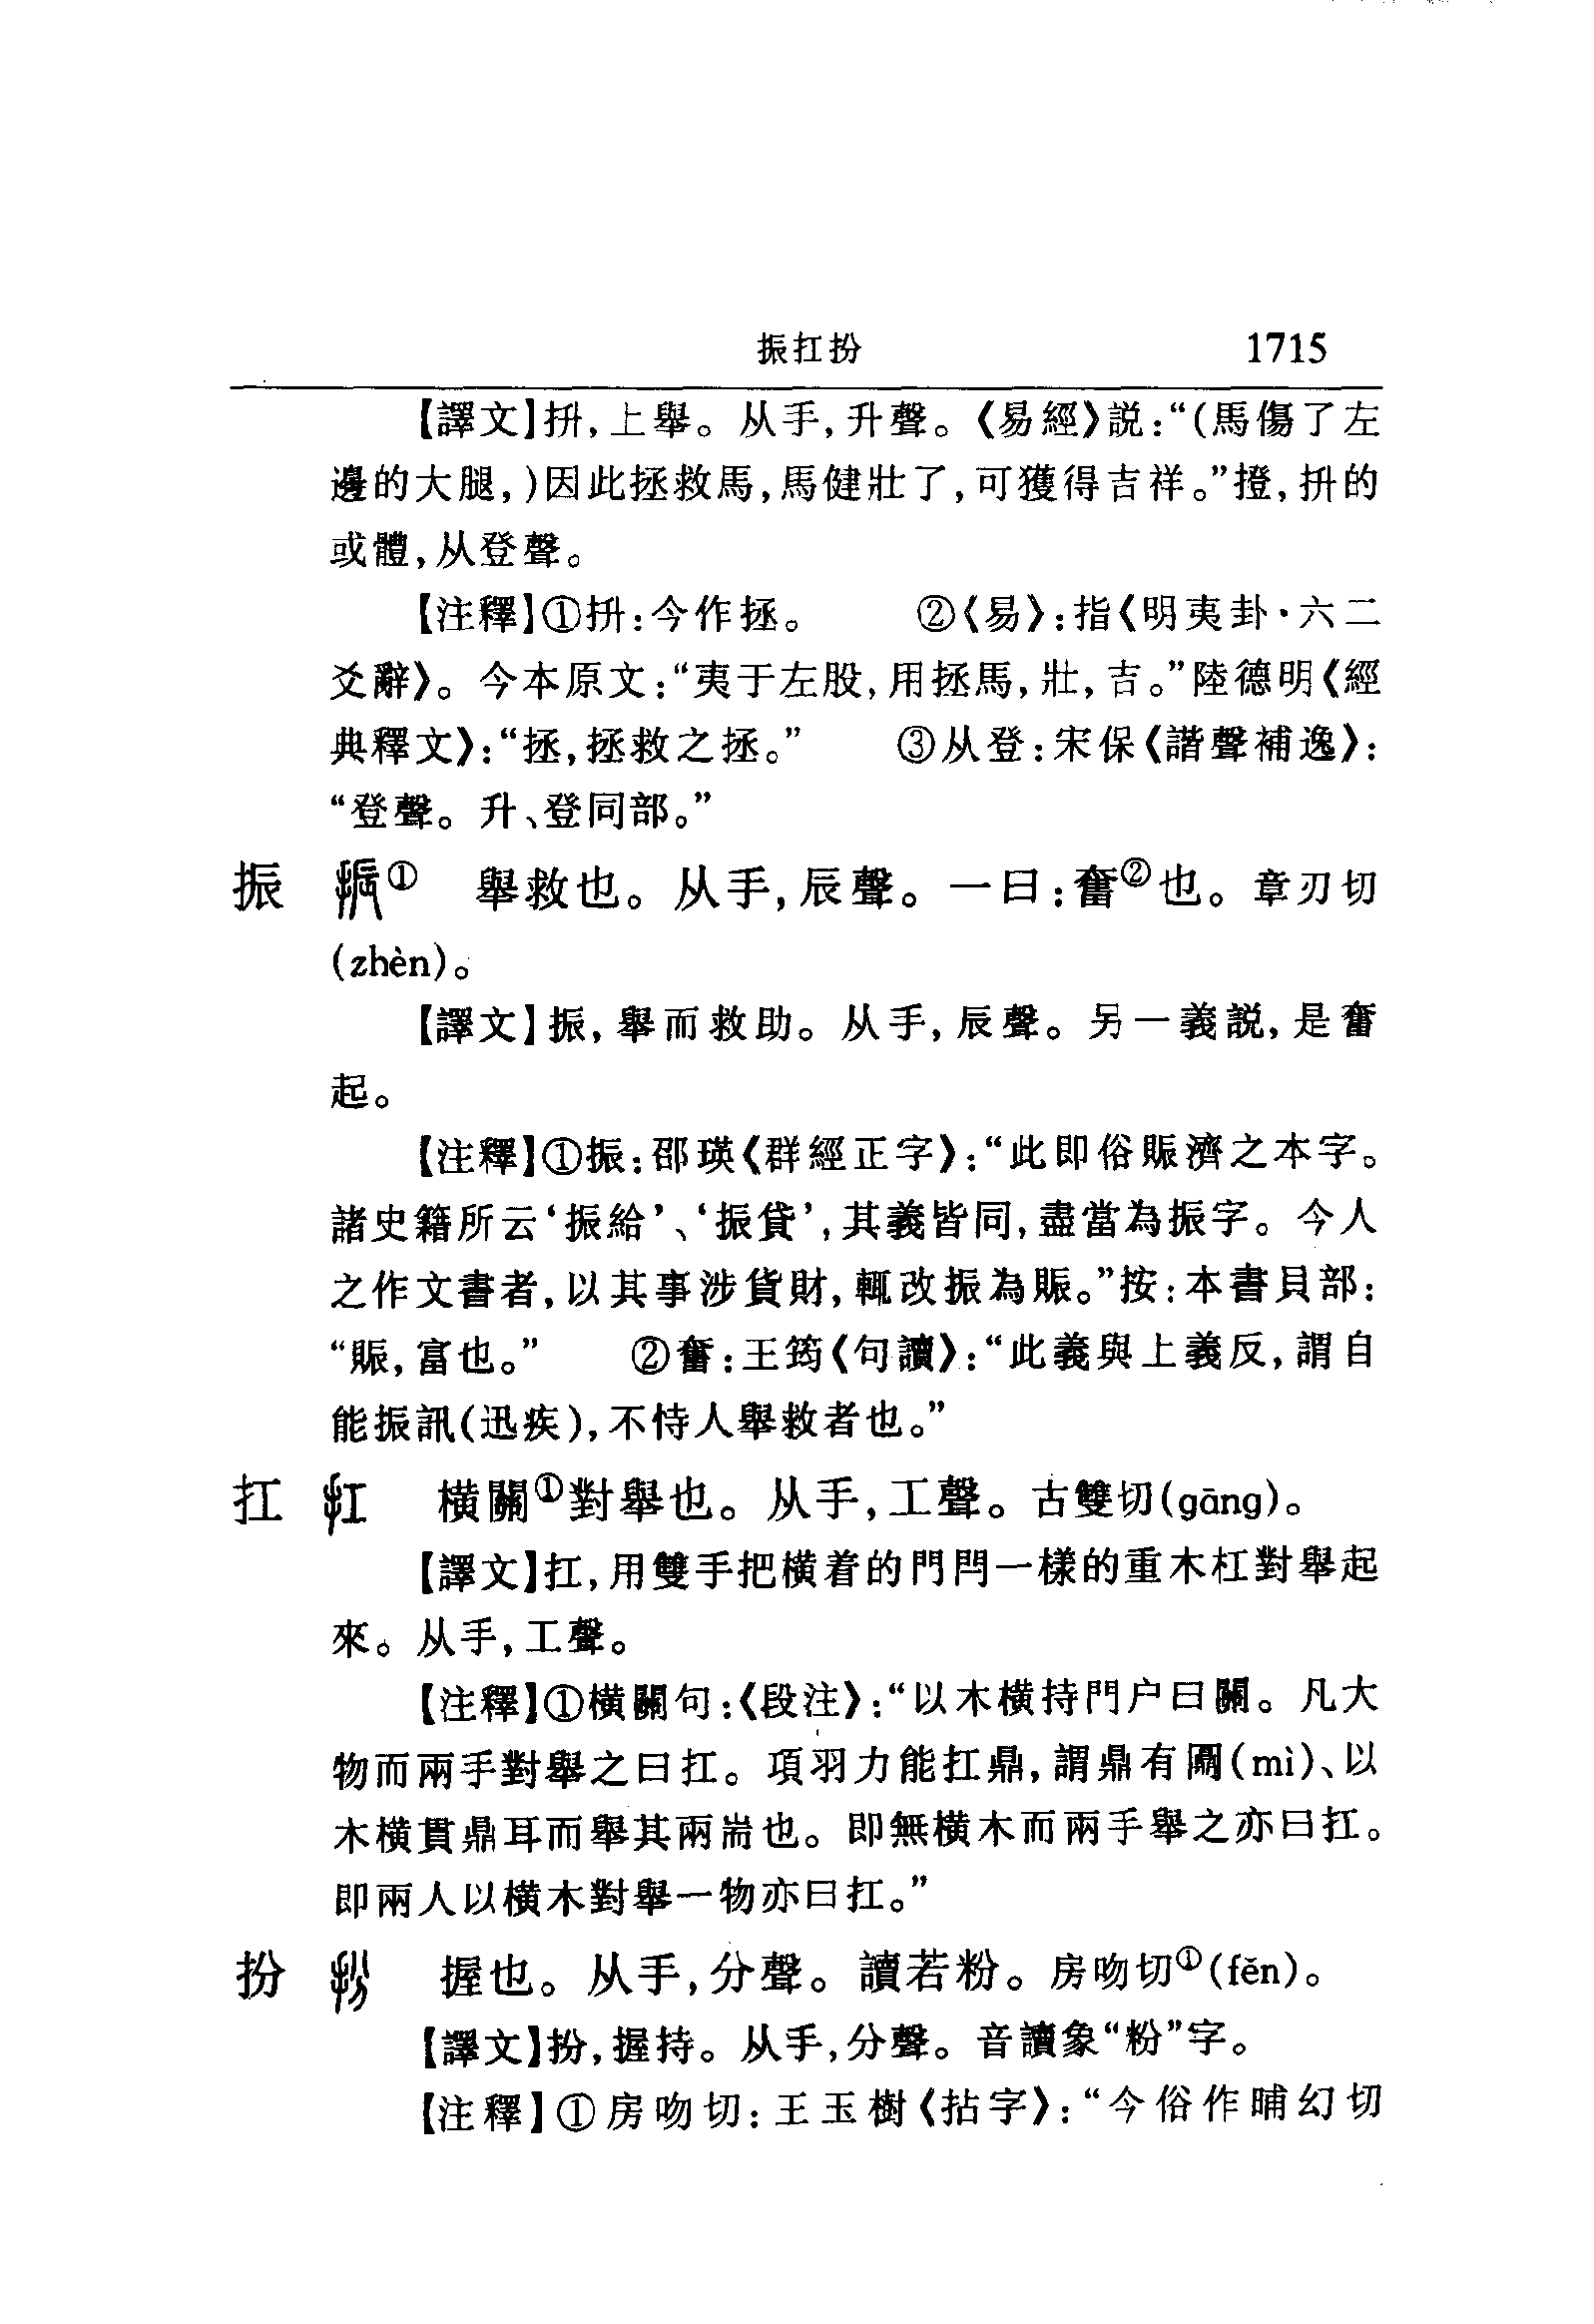 振扛扮 1715
【譯文】抍，上舉。从手，升聲。《易經》説：“（馬傷了左
邊的大腿，）因此拯救馬，馬健壯了，可獲得吉祥。”撜，抍的
或體，从登聲。
【注釋】①抍：今作拯。 ②《易》：指《明夷卦·六二
爻辭》。今本原文：“夷于左股，用拯馬，壯，吉。”陸德明《經
典釋文》：“拯，拯救之拯。” ③从登：宋保《諧聲補逸》：
“登聲。升、登同部。”
振 振① 舉救也。从手，辰聲。一曰：奮②也。章刃切
（zhèn）。
【譯文】振，舉而救助。从手，辰聲。另一義説，是奮
起。
【注釋】①振：邵瑛《群經正字》：“此即俗賑濟之本字。
諸史籍所云‘振給’、‘振貸’，其義皆同，盡當為振字。今人
之作文書者，以其事涉貨財，輒改振為賑。”按：本書貝部：
“賑，富也。” ②奮：王筠《句讀》：“此義與上義反，謂自
能振訊（迅疾），不恃人舉救者也。”
扛 扛 橫關①對舉也。从手，工聲。古雙切（gāng）。
【譯文】扛，用雙手把橫着的門閂一樣的重木杠對舉起
來。从手，工聲。
【注釋】①橫關句：《段注》：“以木橫持門户曰關。凡大
物而兩手對舉之曰扛。項羽力能扛鼎，謂鼎有鼏（mì）、以
木橫貫鼎耳而舉其兩耑也。即無橫木而兩手舉之亦曰扛。
即兩人以橫木對舉一物亦曰扛。”
扮 扮 握也。从手，分聲。讀若粉。房吻切①（fěn）。
【譯文】扮，握持。从手，分聲。音讀象“粉”字。
【注釋】①房吻切：王玉樹《拈字》：“今俗作晡幻切